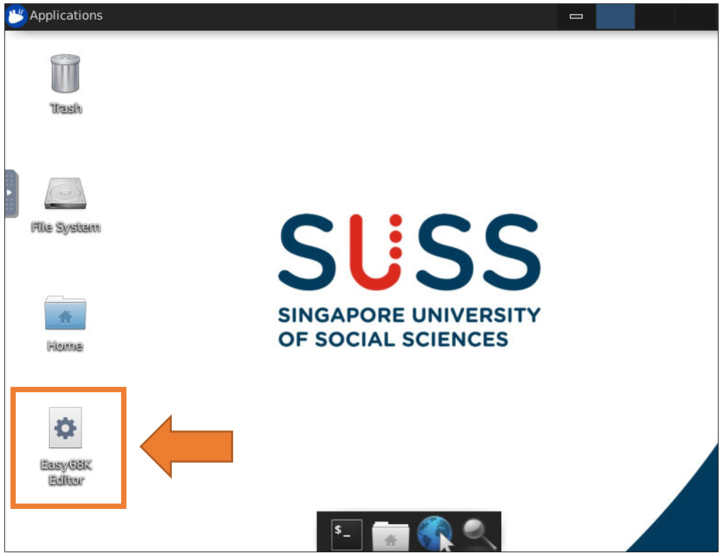 Applications
Trash
File System
SUSS
SINGAPORE UNIVERSITY
OF SOCIAL SCIENCES
Home
Easy68K
Editor
$_